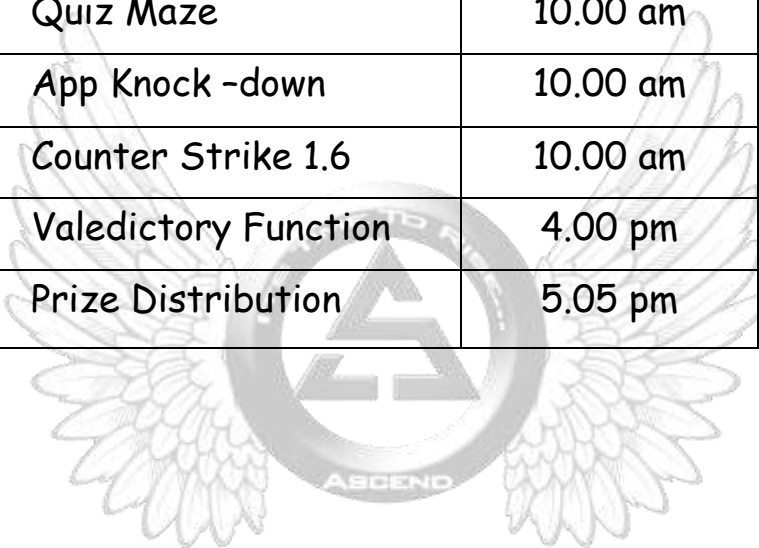 Quiz Maze 10.00 am
App Knock –down 10.00 am
Counter Strike 1.6 10.00 am
Valedictory Function 4.00 pm
Prize Distribution 5.05 pm
ASCEND